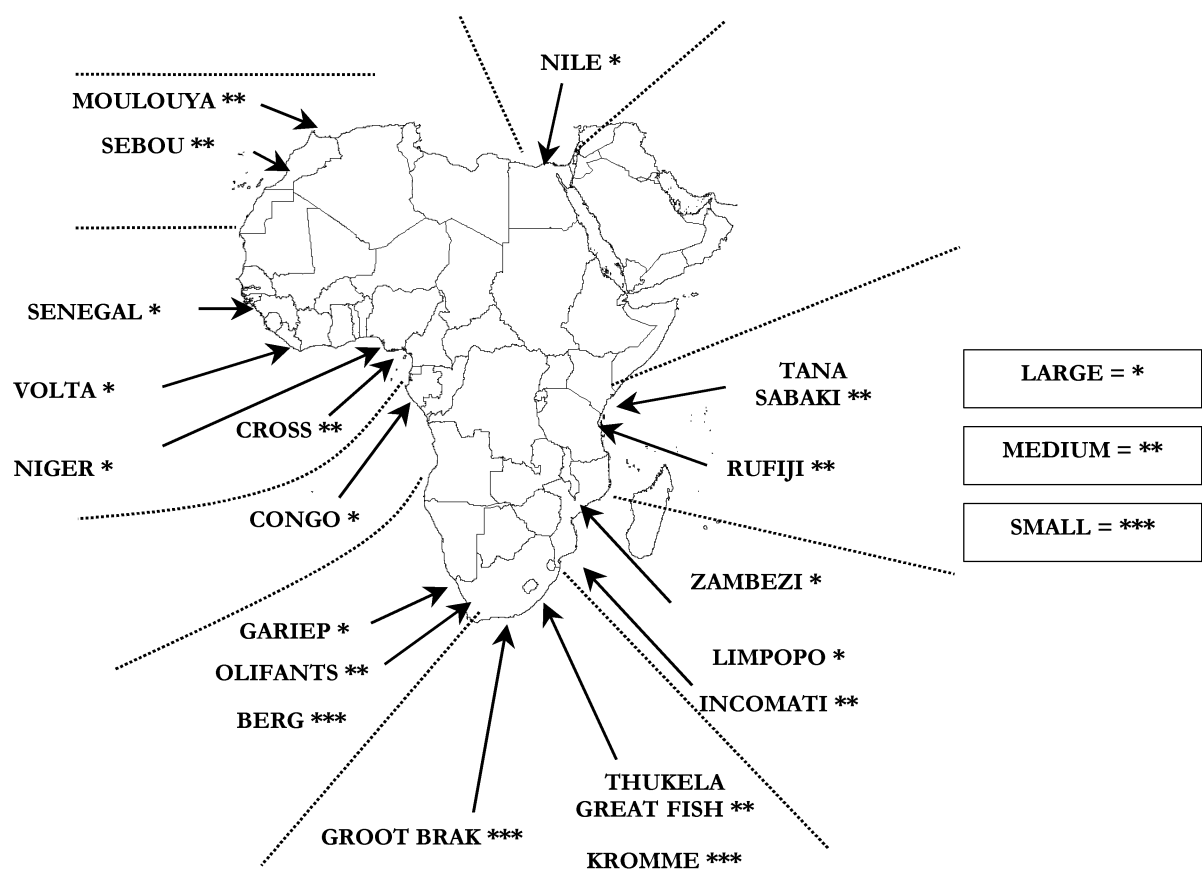 NILE *
MOULOUYA **
SEBOU **
SENEGAL *
VOLTA *
CROSS **
NIGER *
CONGO *
TANA
SABAKI **
RUFIJI **
LARGE = *
MEDIUM = **
SMALL = ***
ZAMBEZI *
LIMPOPO *
INCOMATI **
GARIEP *
OLIFANTS **
BERG ***
THUKELA
GREAT FISH **
GROOT BRAK ***
KROMME ***